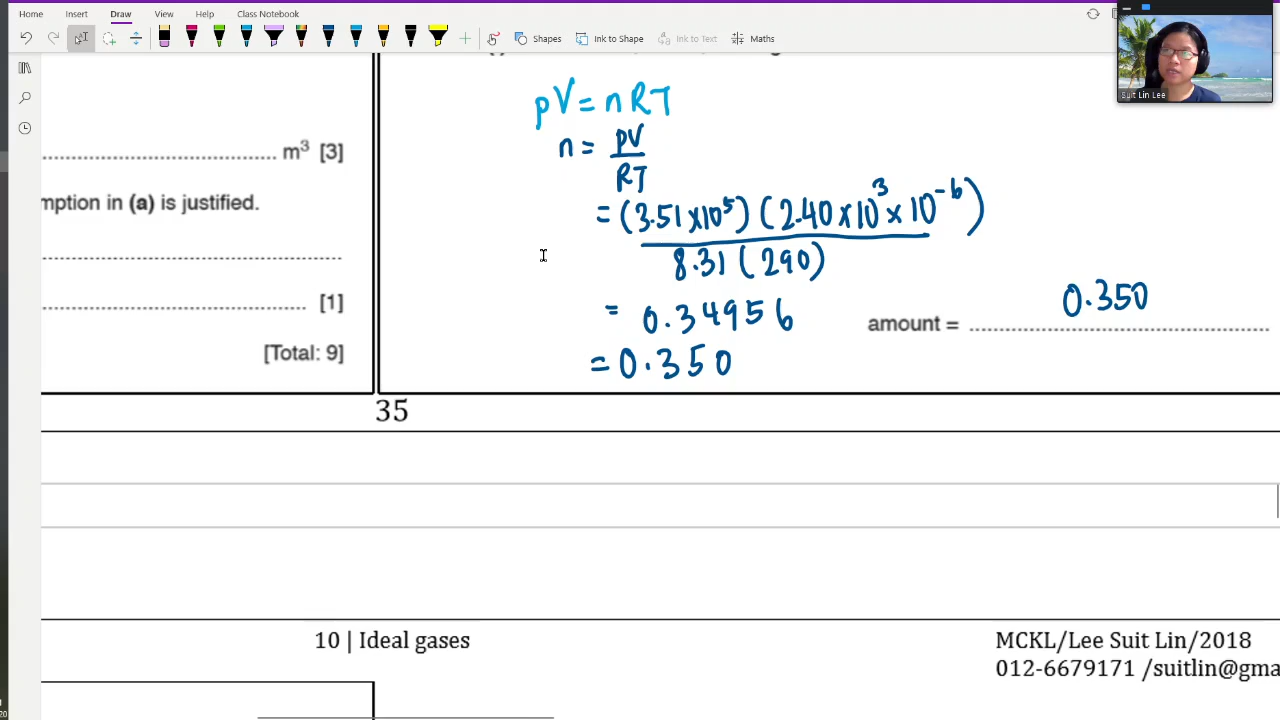 Home Insert Draw View Help Class Notebook
Shapes Ink to Shape Ink to Text Maths
Suit Lin Lee
pV = nRT
n = pV
RT
.......................................... m³ [3]
mption in (a) is justified.
= (3.51×10⁵) (2.40×10³×10⁻⁶)
8.31 (290)
..................................................
............................................... [1]
= 0.34956
0.350
amount = ..................................................
[Total: 9]
= 0.350
35
10 | Ideal gases
MCKL/Lee Suit Lin/2018
012-6679171 /suitlin@gma
20